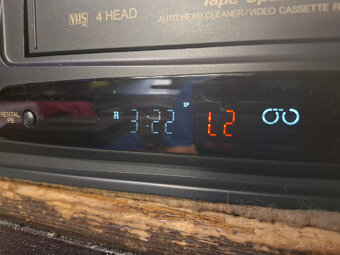 VHS 4 HEAD
AUTO HEAD CLEANER/VIDEO CASSETTE R
RENTAL
PB
R 3:22 SP L2